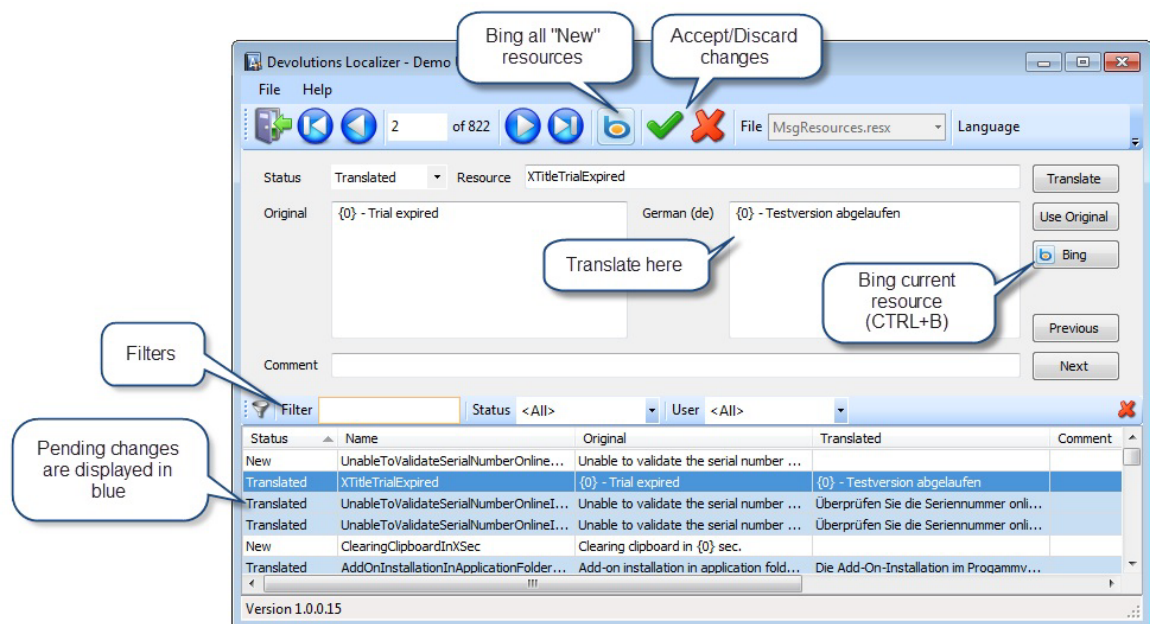 Bing all "New"
resources
Accept/Discard
changes
Devolutions Localizer - Demo
File Help
2 of 822 File MsgResources.resx Language
Status Translated Resource XTitleTrialExpired Translate
Original {0} - Trial expired German (de) {0} - Testversion abgelaufen Use Original
Bing
Translate here
Bing current
resource
(CTRL+B)
Previous
Filters
Comment Next
Filter Status <All> User <All>
Pending changes
are displayed in
blue
Status Name Original Translated Comment
New UnableToValidateSerialNumberOnline... Unable to validate the serial number ...
Translated XTitleTrialExpired {0} - Trial expired {0} - Testversion abgelaufen
Translated UnableToValidateSerialNumberOnlineI... Unable to validate the serial number ... Überprüfen Sie die Seriennummer onli...
Translated UnableToValidateSerialNumberOnlineI... Unable to validate the serial number ... Überprüfen Sie die Seriennummer onli...
New ClearingClipboardInXSec Clearing clipboard in {0} sec.
Translated AddOnInstallationInApplicationFolder... Add-on installation in application fold... Die Add-On-Installation im Progammv...
Version 1.0.0.15